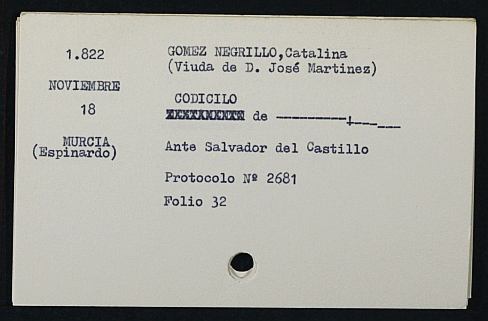 1.822
GOMEZ NEGRILLO,Catalina
(Viuda de D. José Martinez)
NOVIEMBRE
18
CODICILO
de ---------,--- ---
MURCIA
(Espinardo)
Ante Salvador del Castillo
Protocolo Nº 2681
Folio 32